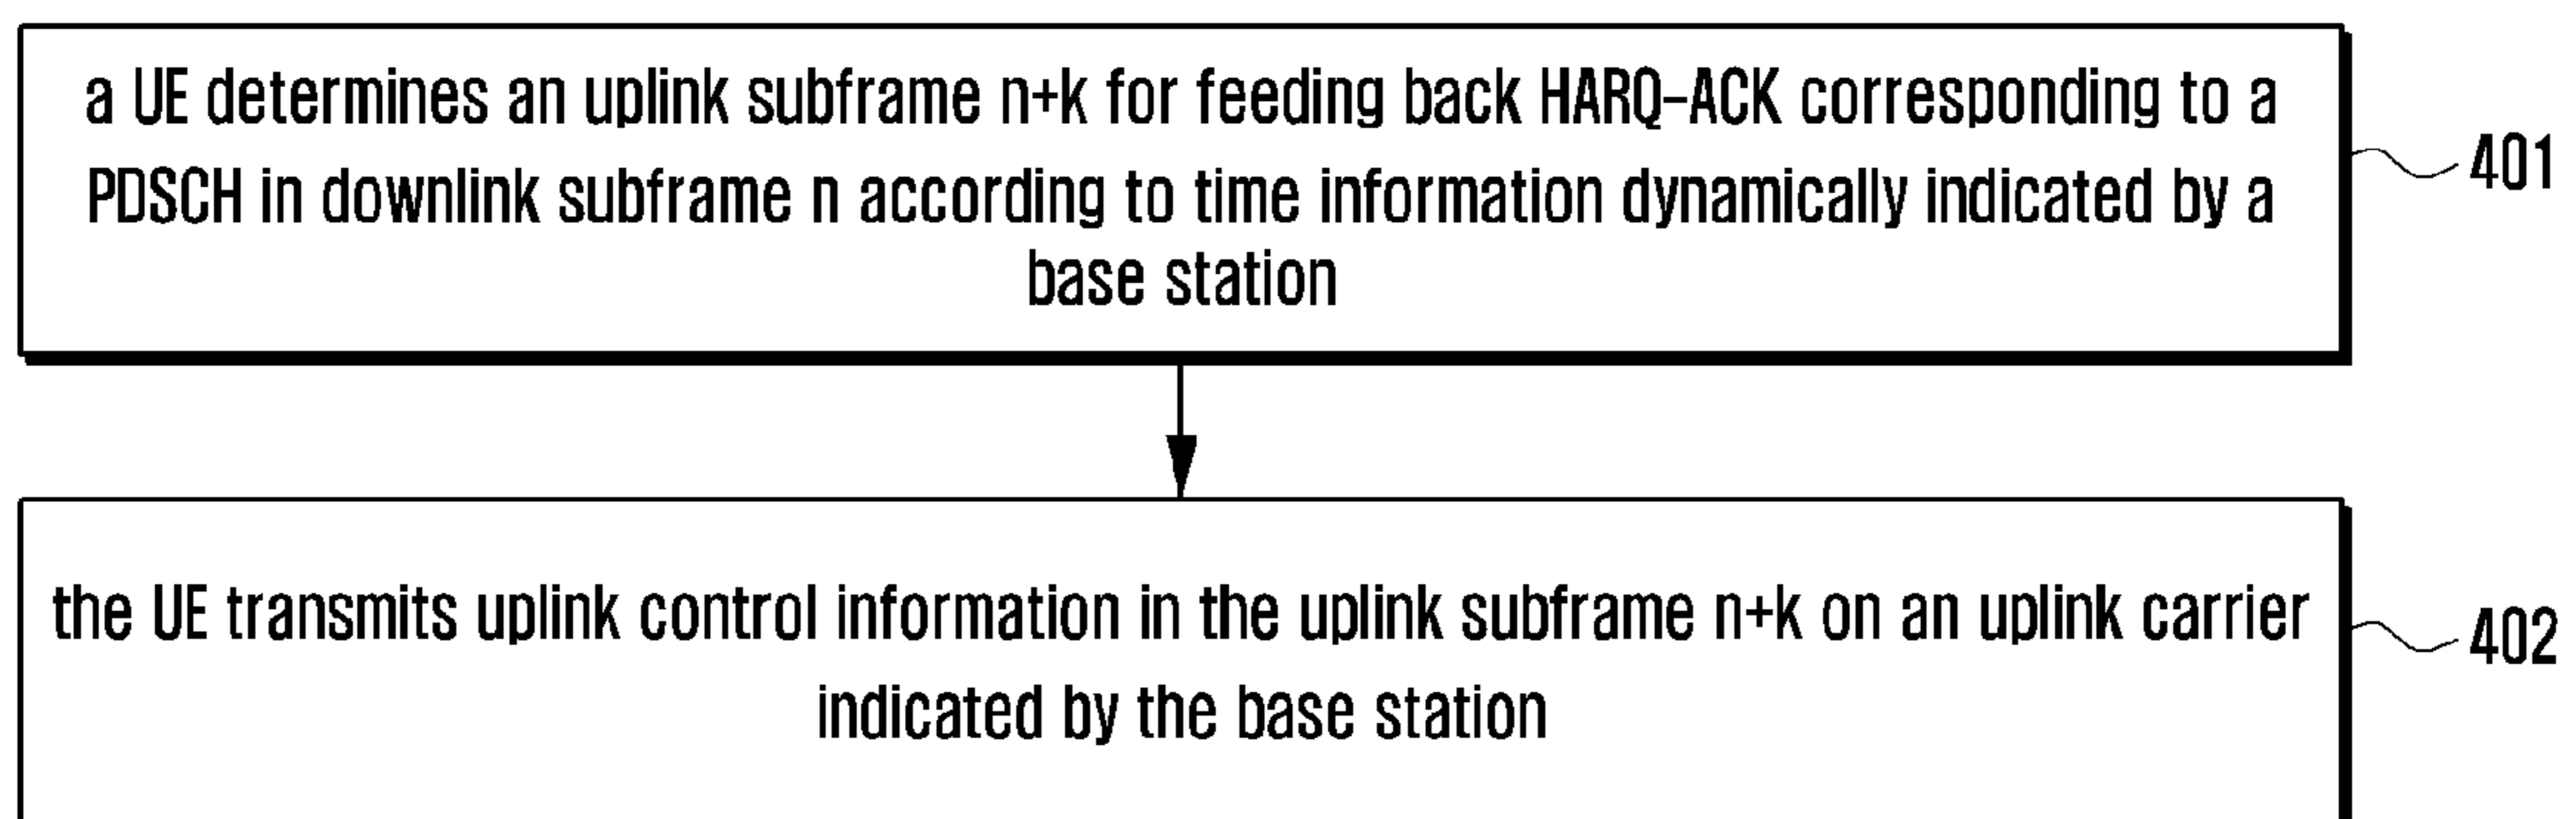 a UE determines an uplink subframe n+k for feeding back HARQ-ACK corresponding to a
PDSCH in downlink subframe n according to time information dynamically indicated by a
base station
401
the UE transmits uplink control information in the uplink subframe n+k on an uplink carrier
indicated by the base station
402